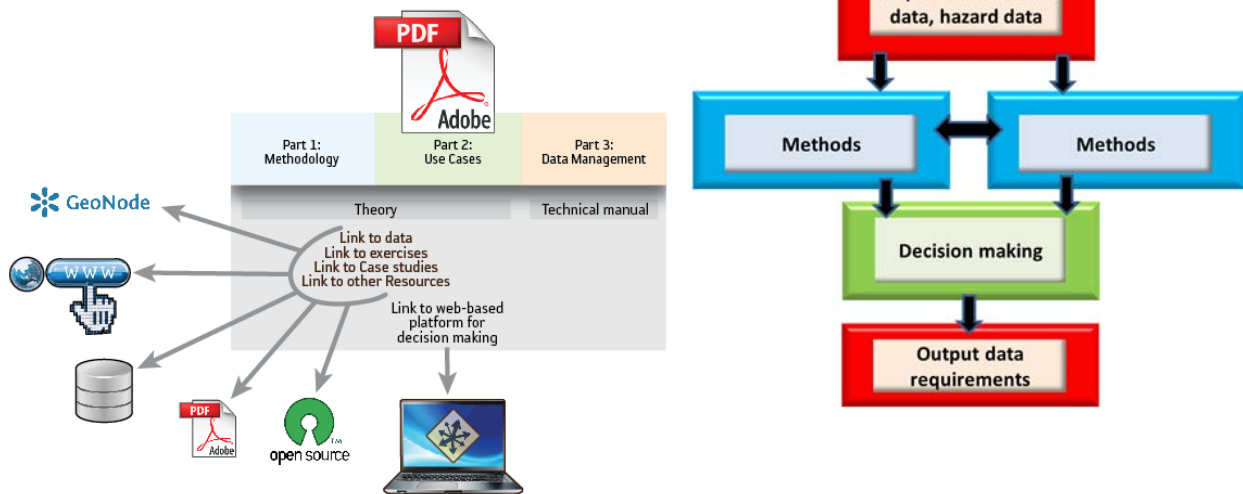 PDF
Adobe
Part 1:
Methodology
Part 2:
Use Cases
Part 3:
Data Management
Theory
Technical manual
Link to data
Link to exercises
Link to Case studies
Link to other Resources
Link to web-based
platform for
decision making
GeoNode
WWW
PDF
Adobe
open source
TM
data, hazard data
Methods
Methods
Decision making
Output data
requirements